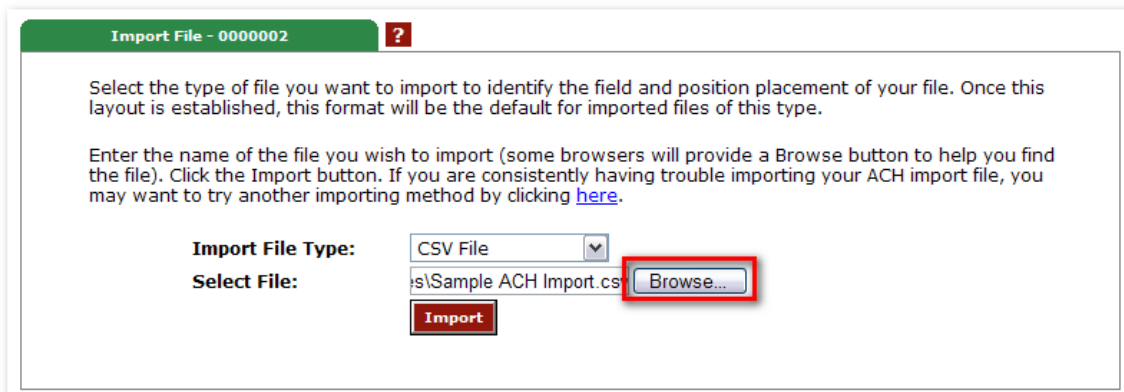 Import File - 0000002 ?
Select the type of file you want to import to identify the field and position placement of your file. Once this
layout is established, this format will be the default for imported files of this type.
Enter the name of the file you wish to import (some browsers will provide a Browse button to help you find
the file). Click the Import button. If you are consistently having trouble importing your ACH import file, you
may want to try another importing method by clicking here.
Import File Type: CSV File
Select File: es\Sample ACH Import.csv Browse...
Import